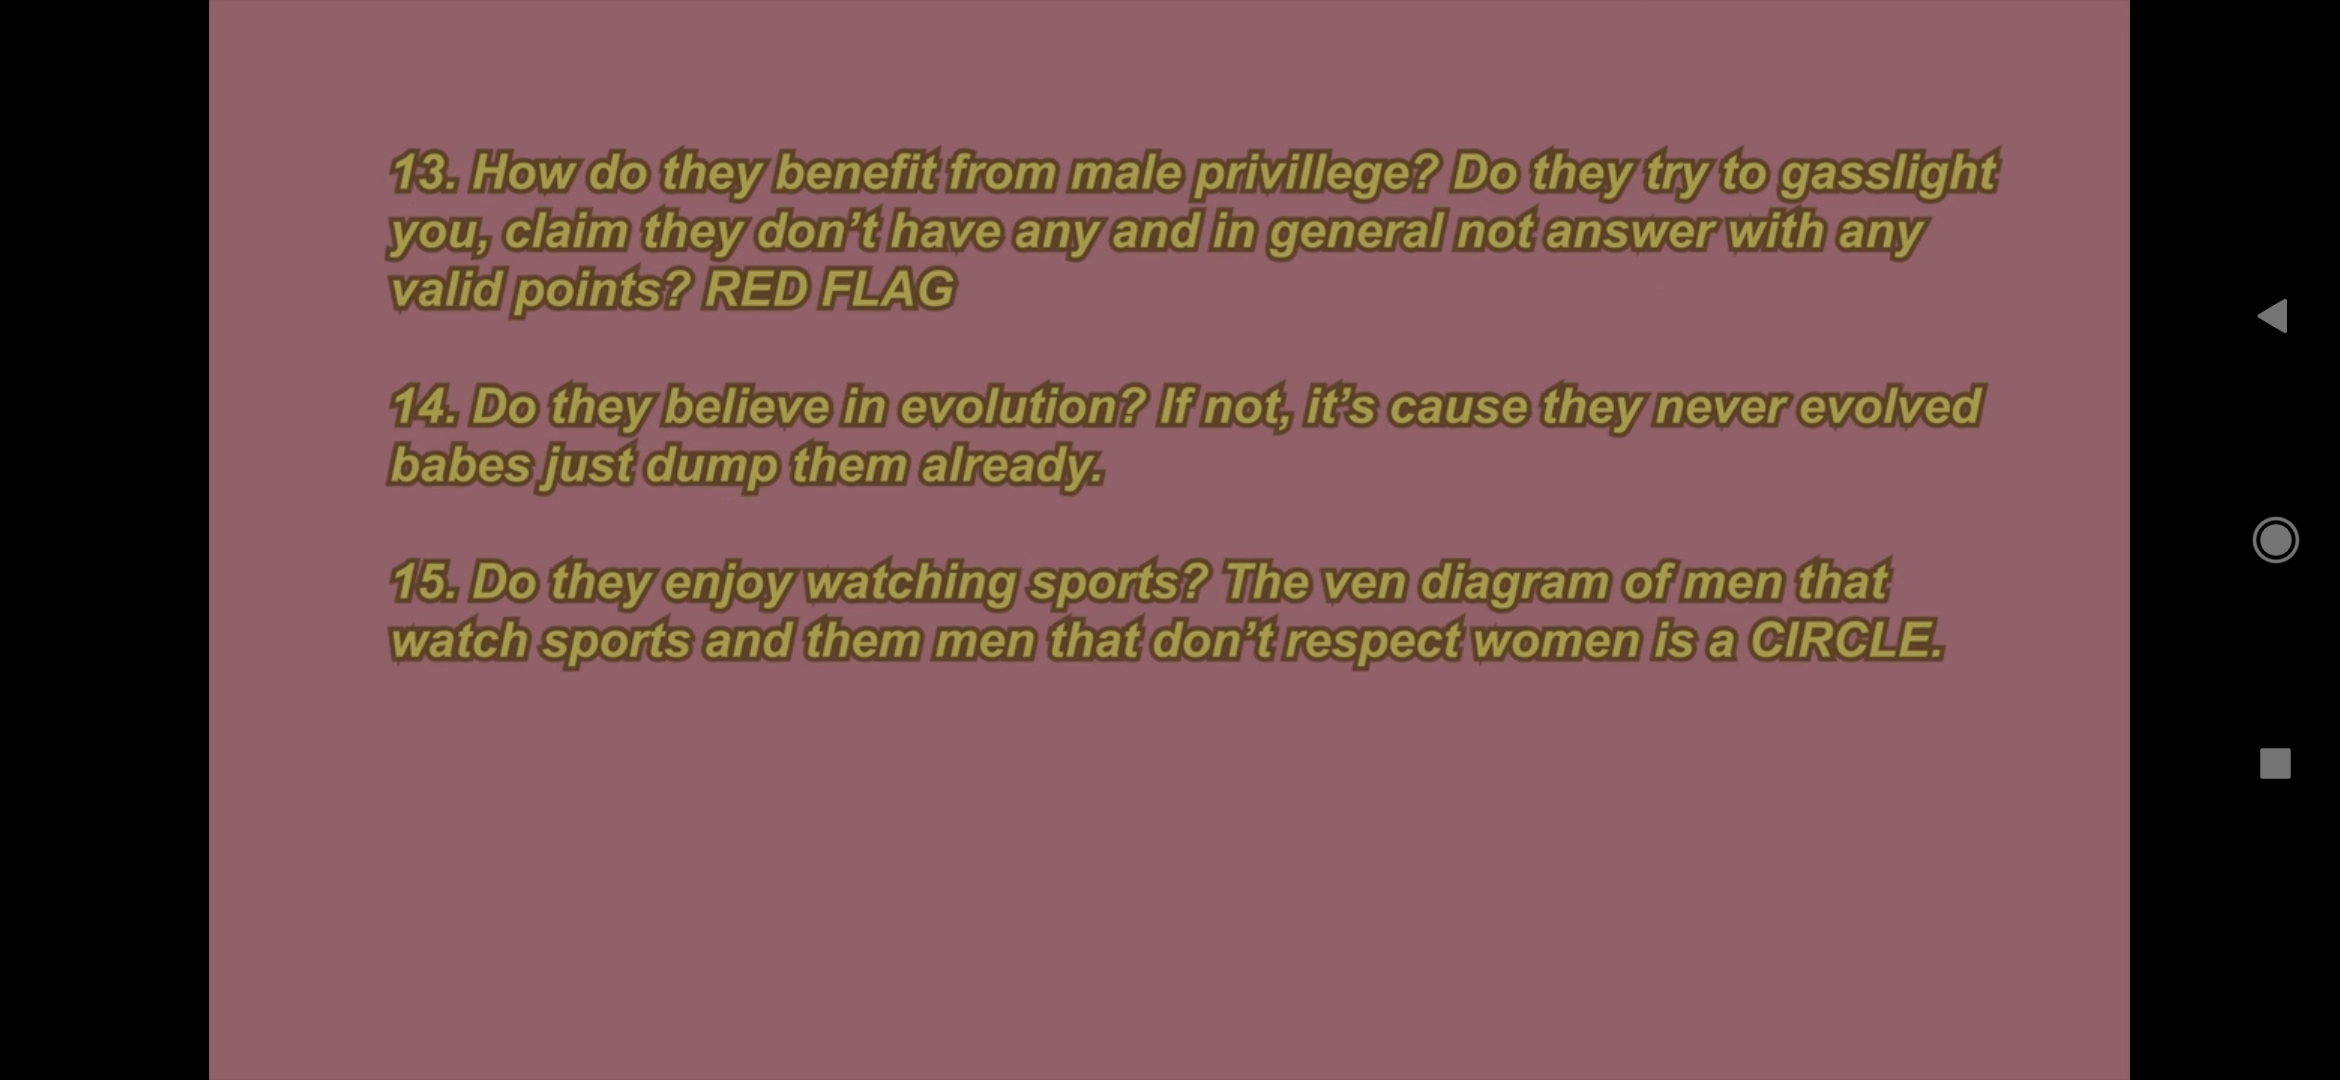 13. How do they benefit from male privillege? Do they try to gasslight
you, claim they don’t have any and in general not answer with any
valid points? RED FLAG
14. Do they believe in evolution? If not, it’s cause they never evolved
babes just dump them already.
15. Do they enjoy watching sports? The ven diagram of men that
watch sports and them men that don’t respect women is a CIRCLE.